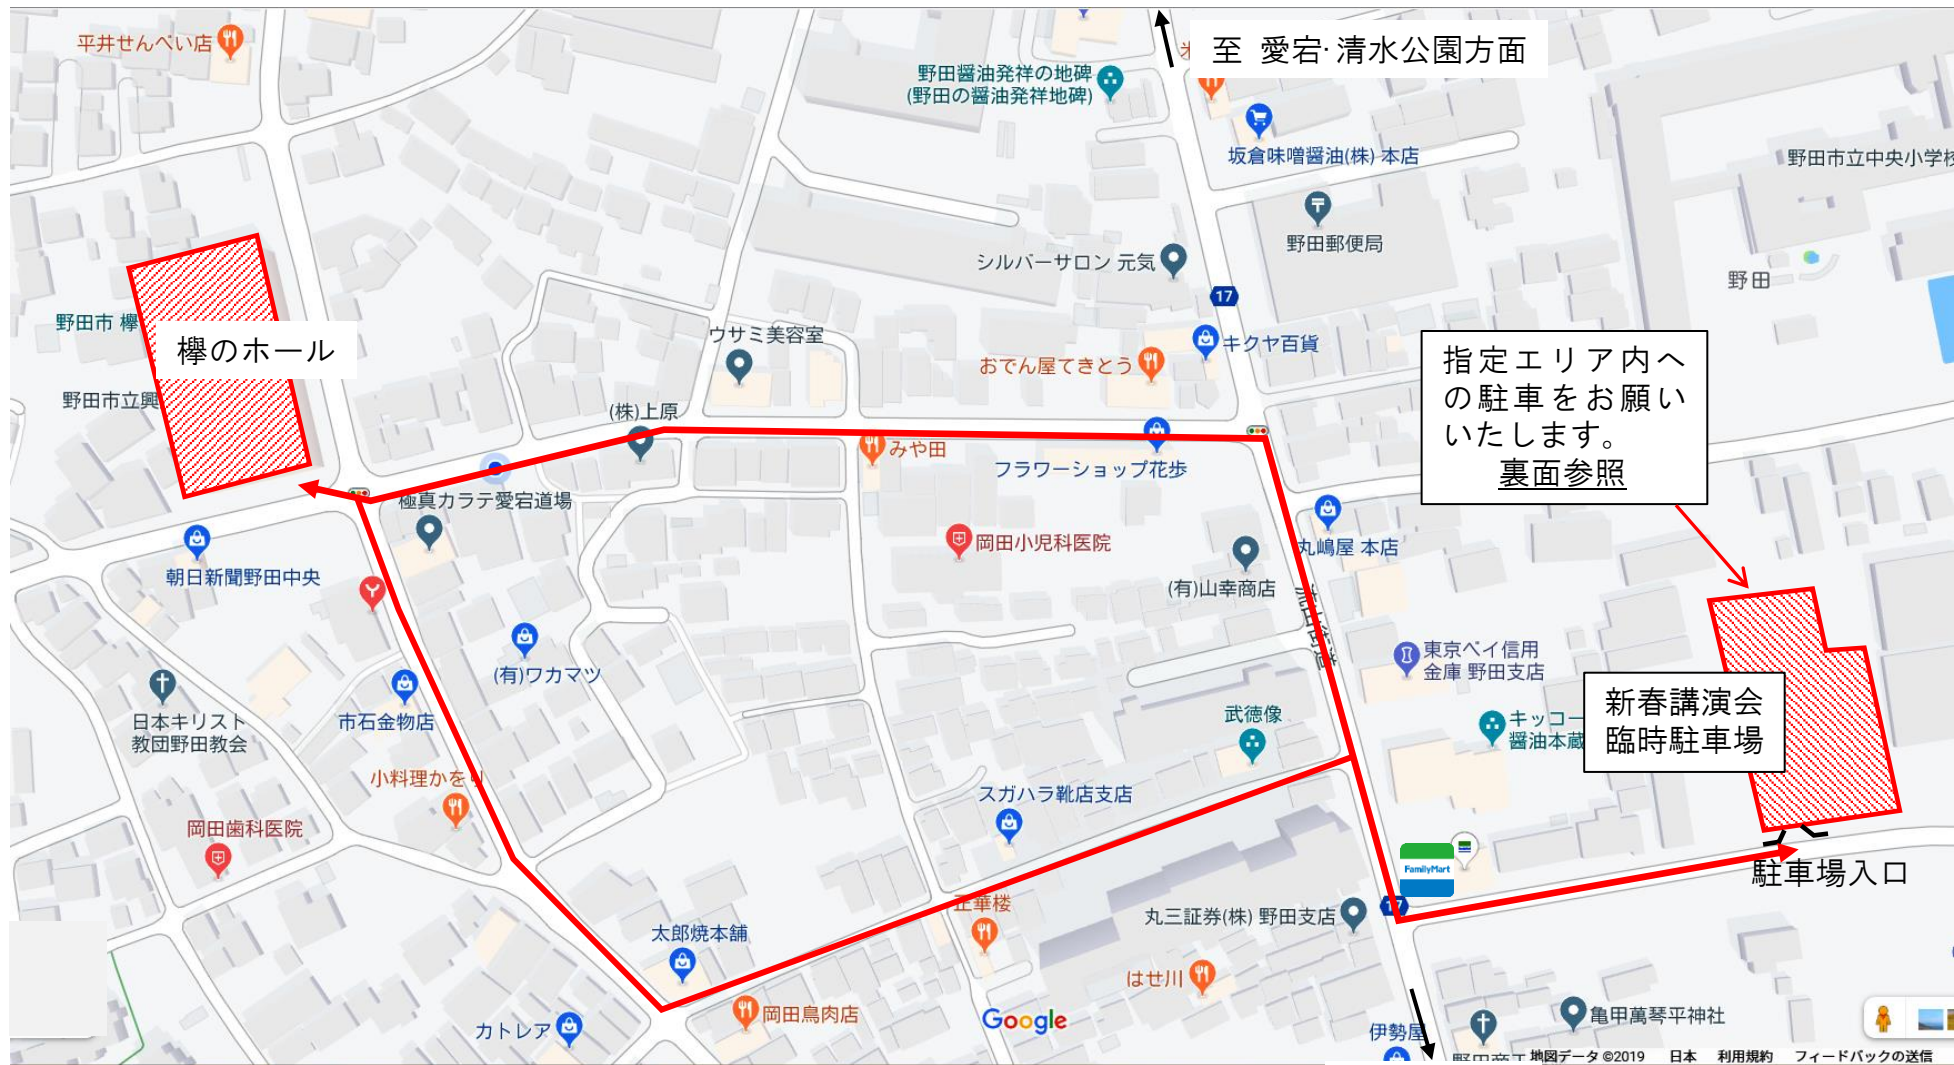 平井せんべい店
至 愛宕・清水公園方面
野田醤油発祥の地碑
(野田の醤油発祥地碑)
坂倉味噌醤油(株) 本店
野田市立中央小学校
野田郵便局
シルバーサロン 元気
野田
17
野田市 欅
欅のホール
ウサミ美容室
キクヤ百貨
おでん屋てきとう
指定エリア内へ
の駐車をお願い
いたします。
裏面参照
野田市立興
(株)上原
みや田
フラワーショップ花歩
極真カラテ愛宕道場
丸嶋屋 本店
岡田小児科医院
朝日新聞野田中央
(有)山幸商店
流山街道
東京ベイ信用
金庫 野田支店
(有)ワカマツ
日本キリスト
教団野田教会
市石金物店
武徳像
キッコー
醤油本蔵
新春講演会
臨時駐車場
小料理かをり
スガハラ靴店支店
岡田歯科医院
FamilyMart
駐車場入口
正華楼
丸三証券(株) 野田支店
17
太郎焼本舗
はせ川
岡田鳥肉店
カトレア
Google
伊勢屋
亀甲萬琴平神社
地図データ ©2019 日本 利用規約 フィードバックの送信